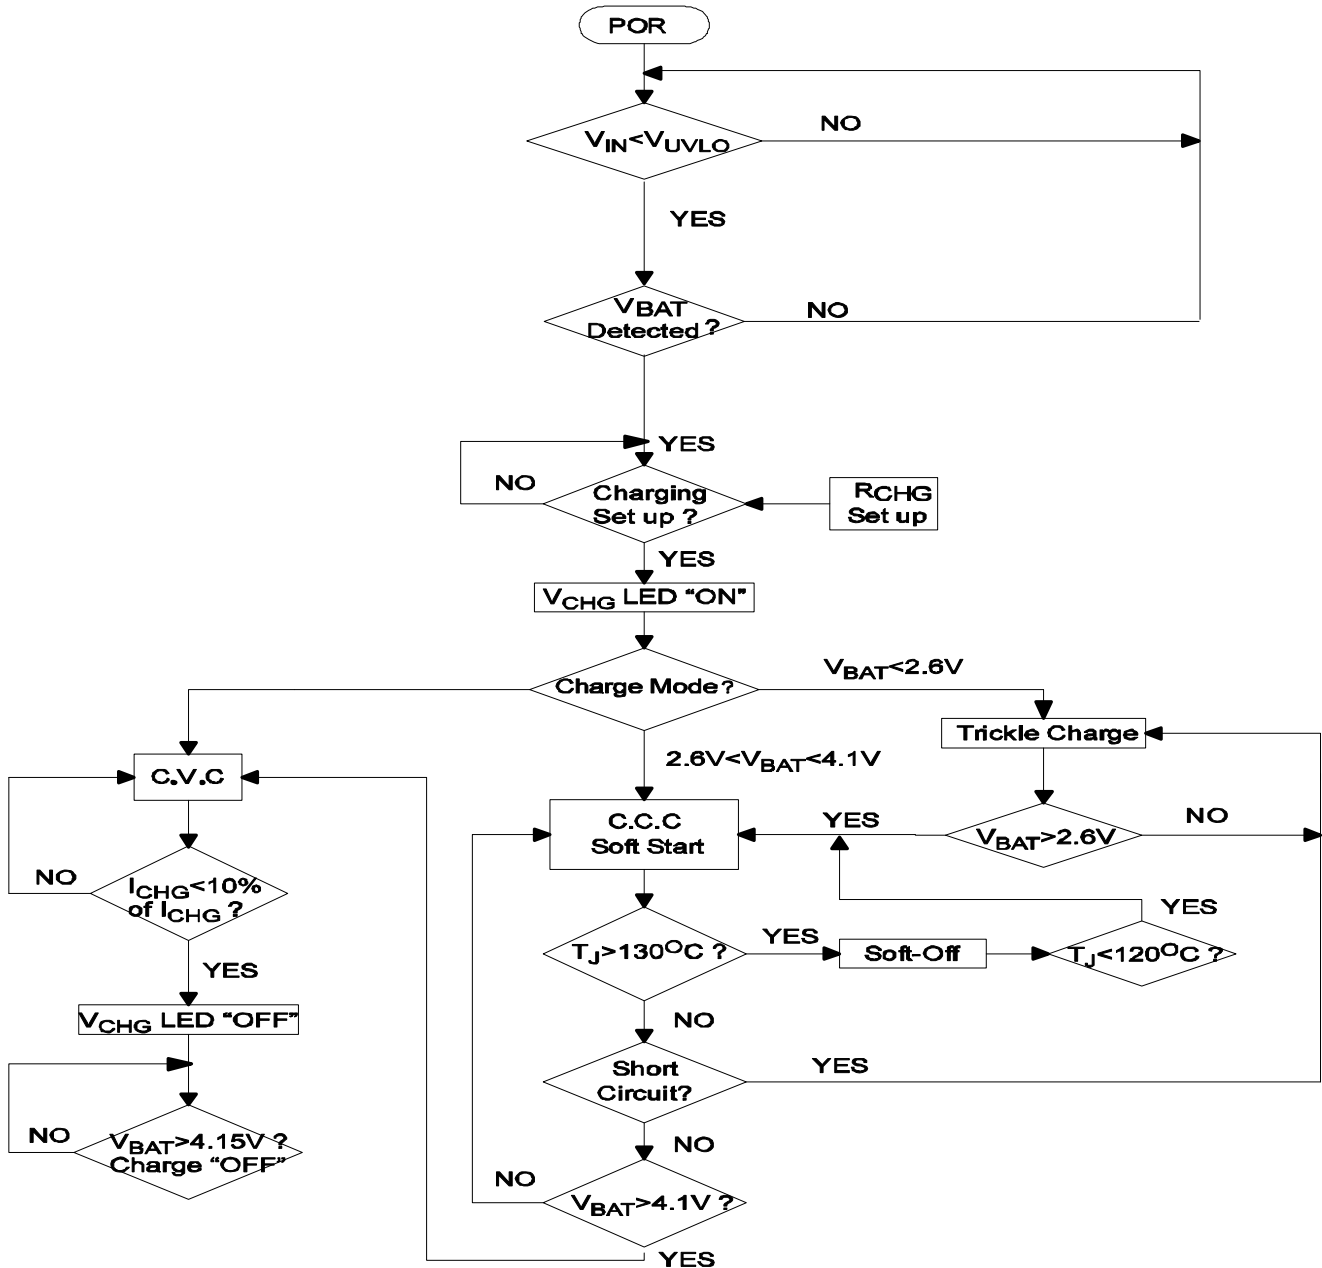 POR
VIN<VUVLO
NO
YES
VBAT
Detected ?
NO
YES
NO
Charging
Set up ?
RCHG
Set up
YES
VCHG LED “ON”
Charge Mode?
VBAT<2.6V
Trickle Charge
2.6V<VBAT<4.1V
C.V.C
C.C.C
Soft Start
YES
VBAT>2.6V
NO
NO
ICHG<10%
of ICHG ?
YES
TJ>130OC ?
YES
Soft-Off
TJ<120OC ?
YES
YES
VCHG LED “OFF”
NO
Short
Circuit?
YES
NO
VBAT>4.15V ?
Charge “OFF”
NO
NO
VBAT>4.1V ?
YES